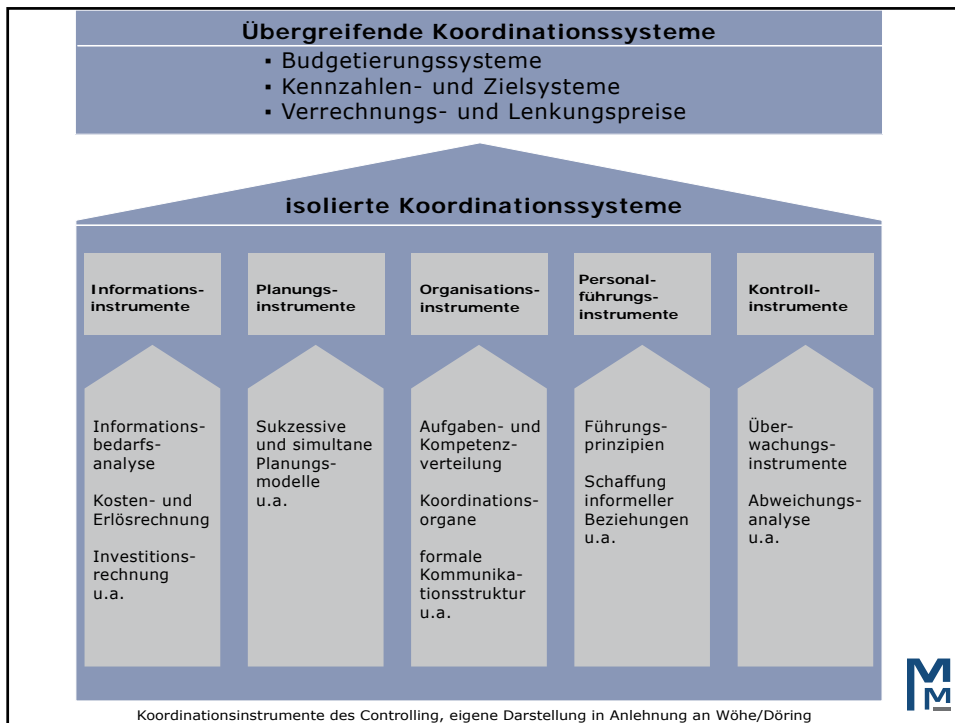 Übergreifende Koordinationssysteme
▪ Budgetierungssysteme
▪ Kennzahlen- und Zielsysteme
▪ Verrechnungs- und Lenkungspreise
isolierte Koordinationssysteme
Informations-
instrumente
Planungs-
instrumente
Organisations-
instrumente
Personal-
führungs-
instrumente
Kontroll-
instrumente
Informations-
bedarfs-
analyse
Kosten- und
Erlösrechnung
Investitions-
rechnung
u.a.
Sukzessive
und simultane
Planungs-
modelle
u.a.
Aufgaben- und
Kompetenz-
verteilung
Koordinations-
organe
formale
Kommunika-
tionsstruktur
u.a.
Führungs-
prinzipien
Schaffung
informeller
Beziehungen
u.a.
Über-
wachungs-
instrumente
Abweichungs-
analyse
u.a.
Koordinationsinstrumente des Controlling, eigene Darstellung in Anlehnung an Wöhe/Döring
MM